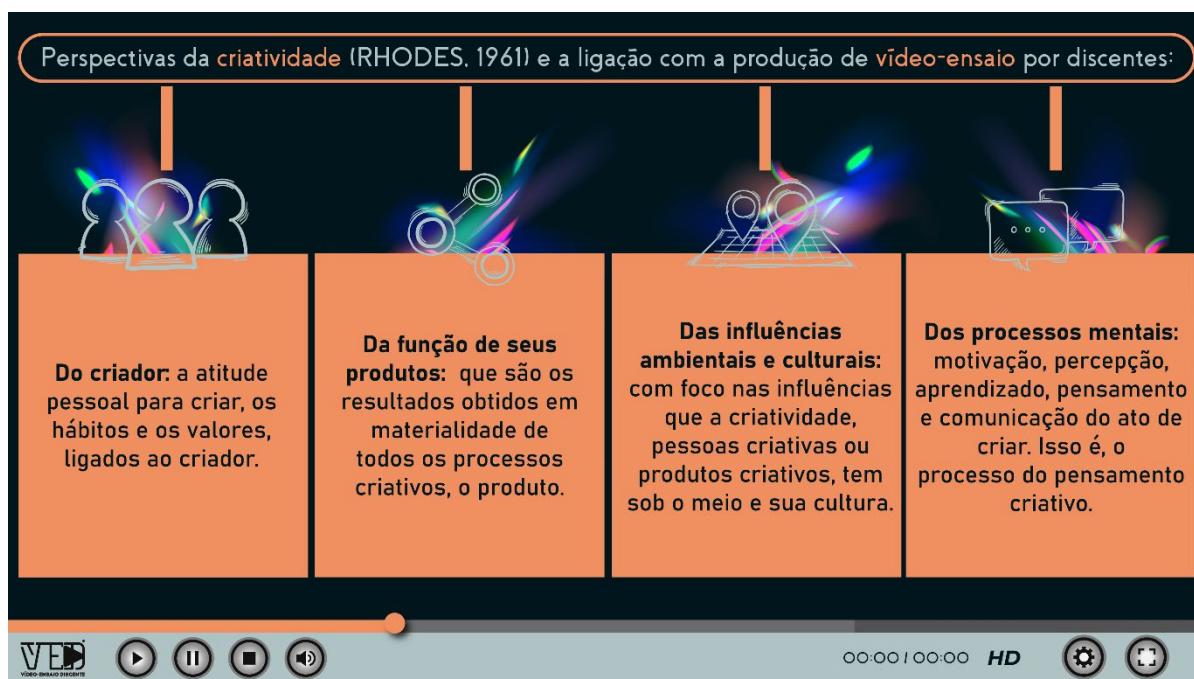 Perspectivas da criatividade (RHODES, 1961) e a ligação com a produção de vídeo-ensaio por discentes:
Do criador: a atitude
pessoal para criar, os
hábitos e os valores,
ligados ao criador.
Da função de seus
produtos: que são os
resultados obtidos em
materialidade de
todos os processos
criativos, o produto.
Das influências
ambientais e culturais:
com foco nas influências
que a criatividade,
pessoas criativas ou
produtos criativos, tem
sob o meio e sua cultura.
Dos processos mentais:
motivação, percepção,
aprendizado, pensamento
e comunicação do ato de
criar. Isso é, o
processo do pensamento
criativo.
VED
VÍDEO-ENSAIO DISCENTE
00:00 / 00:00 HD